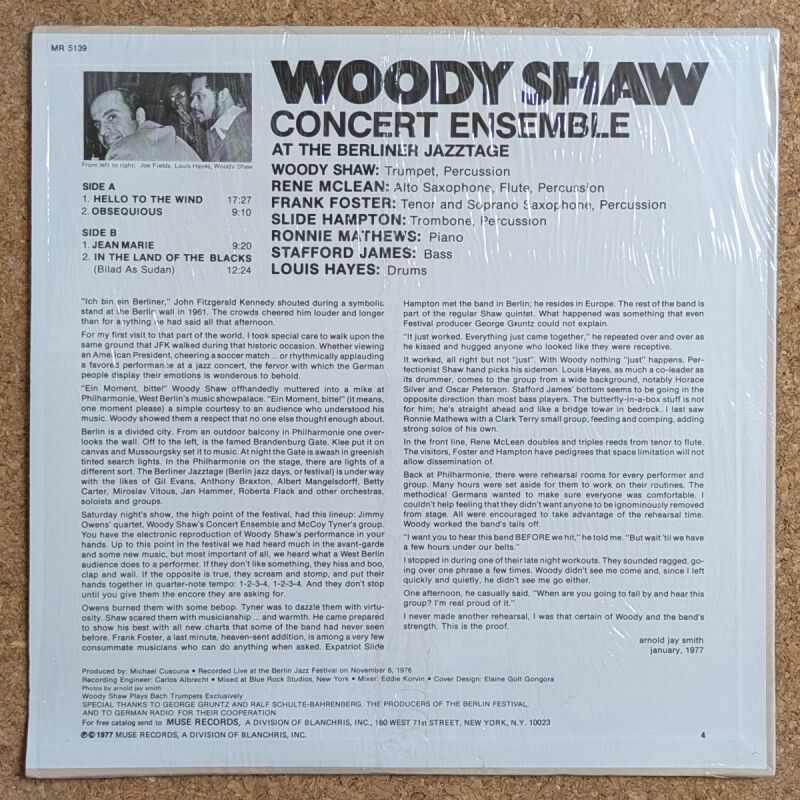 MR 5139
WOODY SHAW
CONCERT ENSEMBLE
AT THE BERLINER JAZZTAGE
From left to right: Joe Fields, Louis Hayes, Woody Shaw
WOODY SHAW: Trumpet, Percussion
RENE MCLEAN: Alto Saxophone, Flute, Percussion
FRANK FOSTER: Tenor and Soprano Saxophone, Percussion
SLIDE HAMPTON: Trombone, Percussion
RONNIE MATHEWS: Piano
STAFFORD JAMES: Bass
LOUIS HAYES: Drums
SIDE A
1. HELLO TO THE WIND 17:27
2. OBSEQUIOUS 9:10
SIDE B
1. JEAN MARIE 9:20
2. IN THE LAND OF THE BLACKS
(Bilad As Sudan) 12:24
"Ich bin ein Berliner," John Fitzgerald Kennedy shouted during a symbolic
stand at the Berlin wall in 1961. The crowds cheered him louder and longer
than for anything he had said all that afternoon.
For my first visit to that part of the world, I took special care to walk upon the
same ground that JFK walked during that historic occasion. Whether viewing
an American President, cheering a soccer match ... or rhythmically applauding
a favored performance at a jazz concert, the fervor with which the German
people display their emotions is wonderous to behold.
"Ein Moment, bitte!" Woody Shaw offhandedly muttered into a mike at
Philharmonie, West Berlin's music showpalace. "Ein Moment, bitte!" (it means,
one moment please) a simple courtesy to an audience who understood his
music. Woody showed them a respect that no one else thought enough about.
Berlin is a divided city. From an outdoor balcony in Philharmonie one over-
looks the wall. Off to the left, is the famed Brandenburg Gate. Klee put it on
canvas and Mussourgsky set it to music. At night the Gate is awash in greenish
tinted search lights. In the Philharmonie on the stage, there are lights of a
different sort. The Berliner Jazztage (Berlin jazz days, or festival) is under way
with the likes of Gil Evans, Anthony Braxton, Albert Mangelsdorff, Betty
Carter, Miroslav Vitous, Jan Hammer, Roberta Flack and other orchestras,
soloists and groups.
Saturday night's show, the high point of the festival, had this lineup: Jimmy
Owens' quartet, Woody Shaw's Concert Ensemble and McCoy Tyner's group.
You have the electronic reproduction of Woody Shaw's performance in your
hands. Up to this point in the festival we had heard much in the avant-garde
and some new music, but most important of all, we heard what a West Berlin
audience does to a performer. If they don't like something, they hiss and boo,
clap and wail. If the opposite is true, they scream and stomp, and put their
hands together in quarter-note tempo; 1-2-3-4, 1-2-3-4. And they don't stop
until you give them the encore they are asking for.
Owens burned them with some bebop. Tyner was to dazzle them with virtu-
osity. Shaw scared them with musicianship ... and warmth. He came prepared
to show his best with all new charts that some of the band had never seen
before. Frank Foster, a last minute, heaven-sent addition, is among a very few
consummate musicians who can do anything when asked. Expatriot Slide
Hampton met the band in Berlin; he resides in Europe. The rest of the band is
part of the regular Shaw quintet. What happened was something that even
Festival producer George Gruntz could not explain.
"It just worked. Everything just came together," he repeated over and over as
he kissed and hugged anyone who looked like they were receptive.
It worked, all right but not "just". With Woody nothing "just" happens. Per-
fectionist Shaw hand picks his sidemen. Louis Hayes, as much a co-leader as
its drummer, comes to the group from a wide background, notably Horace
Silver and Oscar Peterson. Stafford James' bottom seems to be going in the
opposite direction than most bass players. The butterfly-in-a-box stuff is not
for him; he's straight ahead and like a bridge tower in bedrock. I last saw
Ronnie Mathews with a Clark Terry small group, feeding and comping, adding
strong solos of his own.
In the front line, Rene McLean doubles and triples reeds from tenor to flute.
The visitors, Foster and Hampton have pedigrees that space limitation will not
allow dissemination of.
Back at Philharmonie, there were rehearsal rooms for every performer and
group. Many hours were set aside for them to work on their routines. The
methodical Germans wanted to make sure everyone was comfortable. I
couldn't help feeling that they didn't want anyone to be ignominously removed
from stage. All were encouraged to take advantage of the rehearsal time.
Woody worked the band's tails off.
"I want you to hear this band BEFORE we hit," he told me. "But wait 'til we have
a few hours under our belts."
I stopped in during one of their late night workouts. They sounded ragged, go-
ing over one phrase a few times. Woody didn't see me come and, since I left
quickly and quietly, he didn't see me go either.
One afternoon, he casually said, "When are you going to fall by and hear this
group? I'm real proud of it."
I never made another rehearsal, I was that certain of Woody and the band's
strength. This is the proof.
arnold jay smith
january, 1977
Produced by: Michael Cuscuna • Recorded Live at the Berlin Jazz Festival on November 6, 1976
Recording Engineer: Carlos Albrecht • Mixed at Blue Rock Studios, New York • Mixer: Eddie Korvin • Cover Design: Elaine Golt Gongora
Photos by arnold jay smith
Woody Shaw Plays Bach Trumpets Exclusively
SPECIAL THANKS TO GEORGE GRUNTZ AND RALF SCHULTE-BAHRENBERG, THE PRODUCERS OF THE BERLIN FESTIVAL,
AND TO GERMAN RADIO FOR THEIR COOPERATION.
For free catalog send to MUSE RECORDS, A DIVISION OF BLANCHRIS, INC., 160 WEST 71st STREET, NEW YORK, N.Y. 10023
℗© 1977 MUSE RECORDS, A DIVISION OF BLANCHRIS, INC. 4